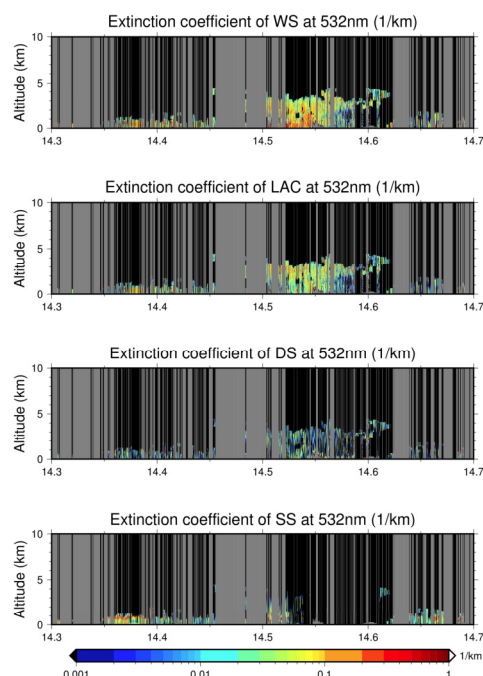 Extinction coefficient of WS at 532nm (1/km)
Altitude (km)
10
5
0
14.3 14.4 14.5 14.6 14.7
Extinction coefficient of LAC at 532nm (1/km)
Altitude (km)
10
5
0
14.3 14.4 14.5 14.6 14.7
Extinction coefficient of DS at 532nm (1/km)
Altitude (km)
10
5
0
14.3 14.4 14.5 14.6 14.7
Extinction coefficient of SS at 532nm (1/km)
Altitude (km)
10
5
0
14.3 14.4 14.5 14.6 14.7
1/km
0.001 0.01 0.1 1